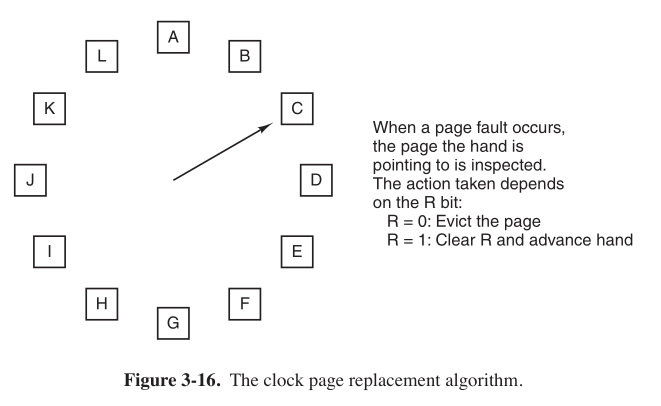 A
L
B
K
C
When a page fault occurs,
the page the hand is
pointing to is inspected.
The action taken depends
on the R bit:
R = 0: Evict the page
R = 1: Clear R and advance hand
J
D
I
E
H
F
G
Figure 3-16. The clock page replacement algorithm.